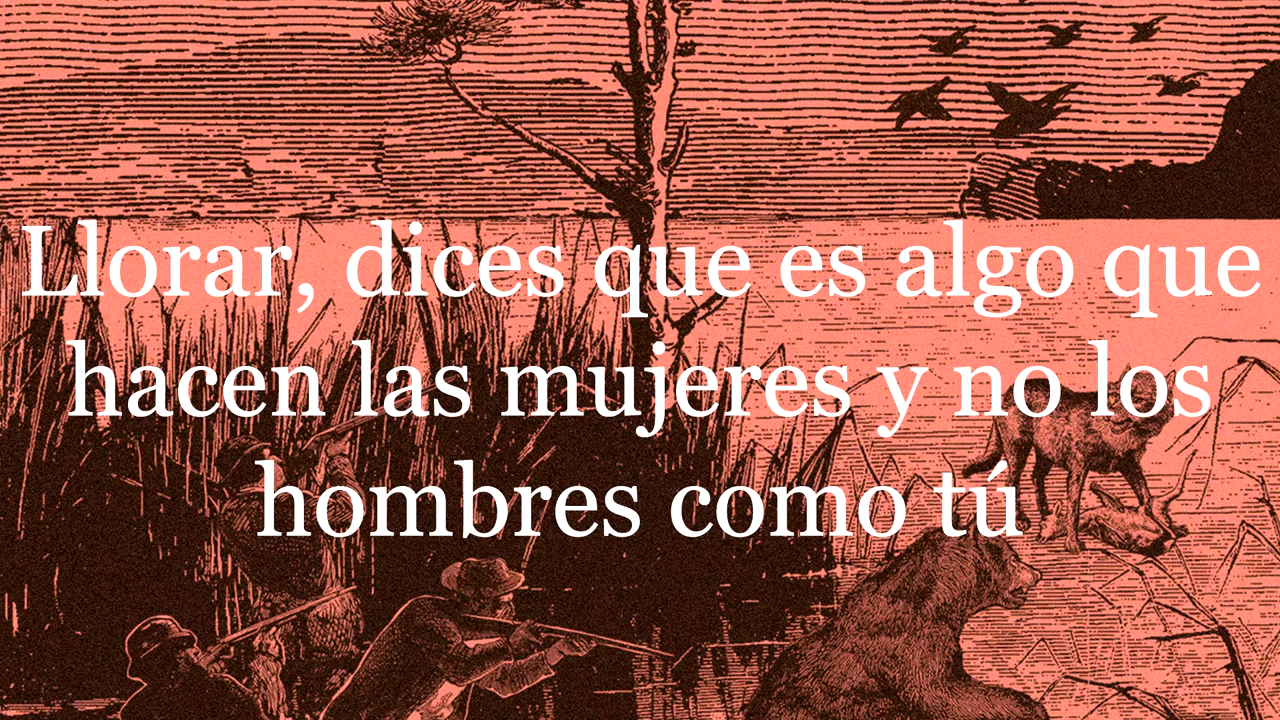 Llorar, dices que es algo que
hacen las mujeres y no los
hombres como tú